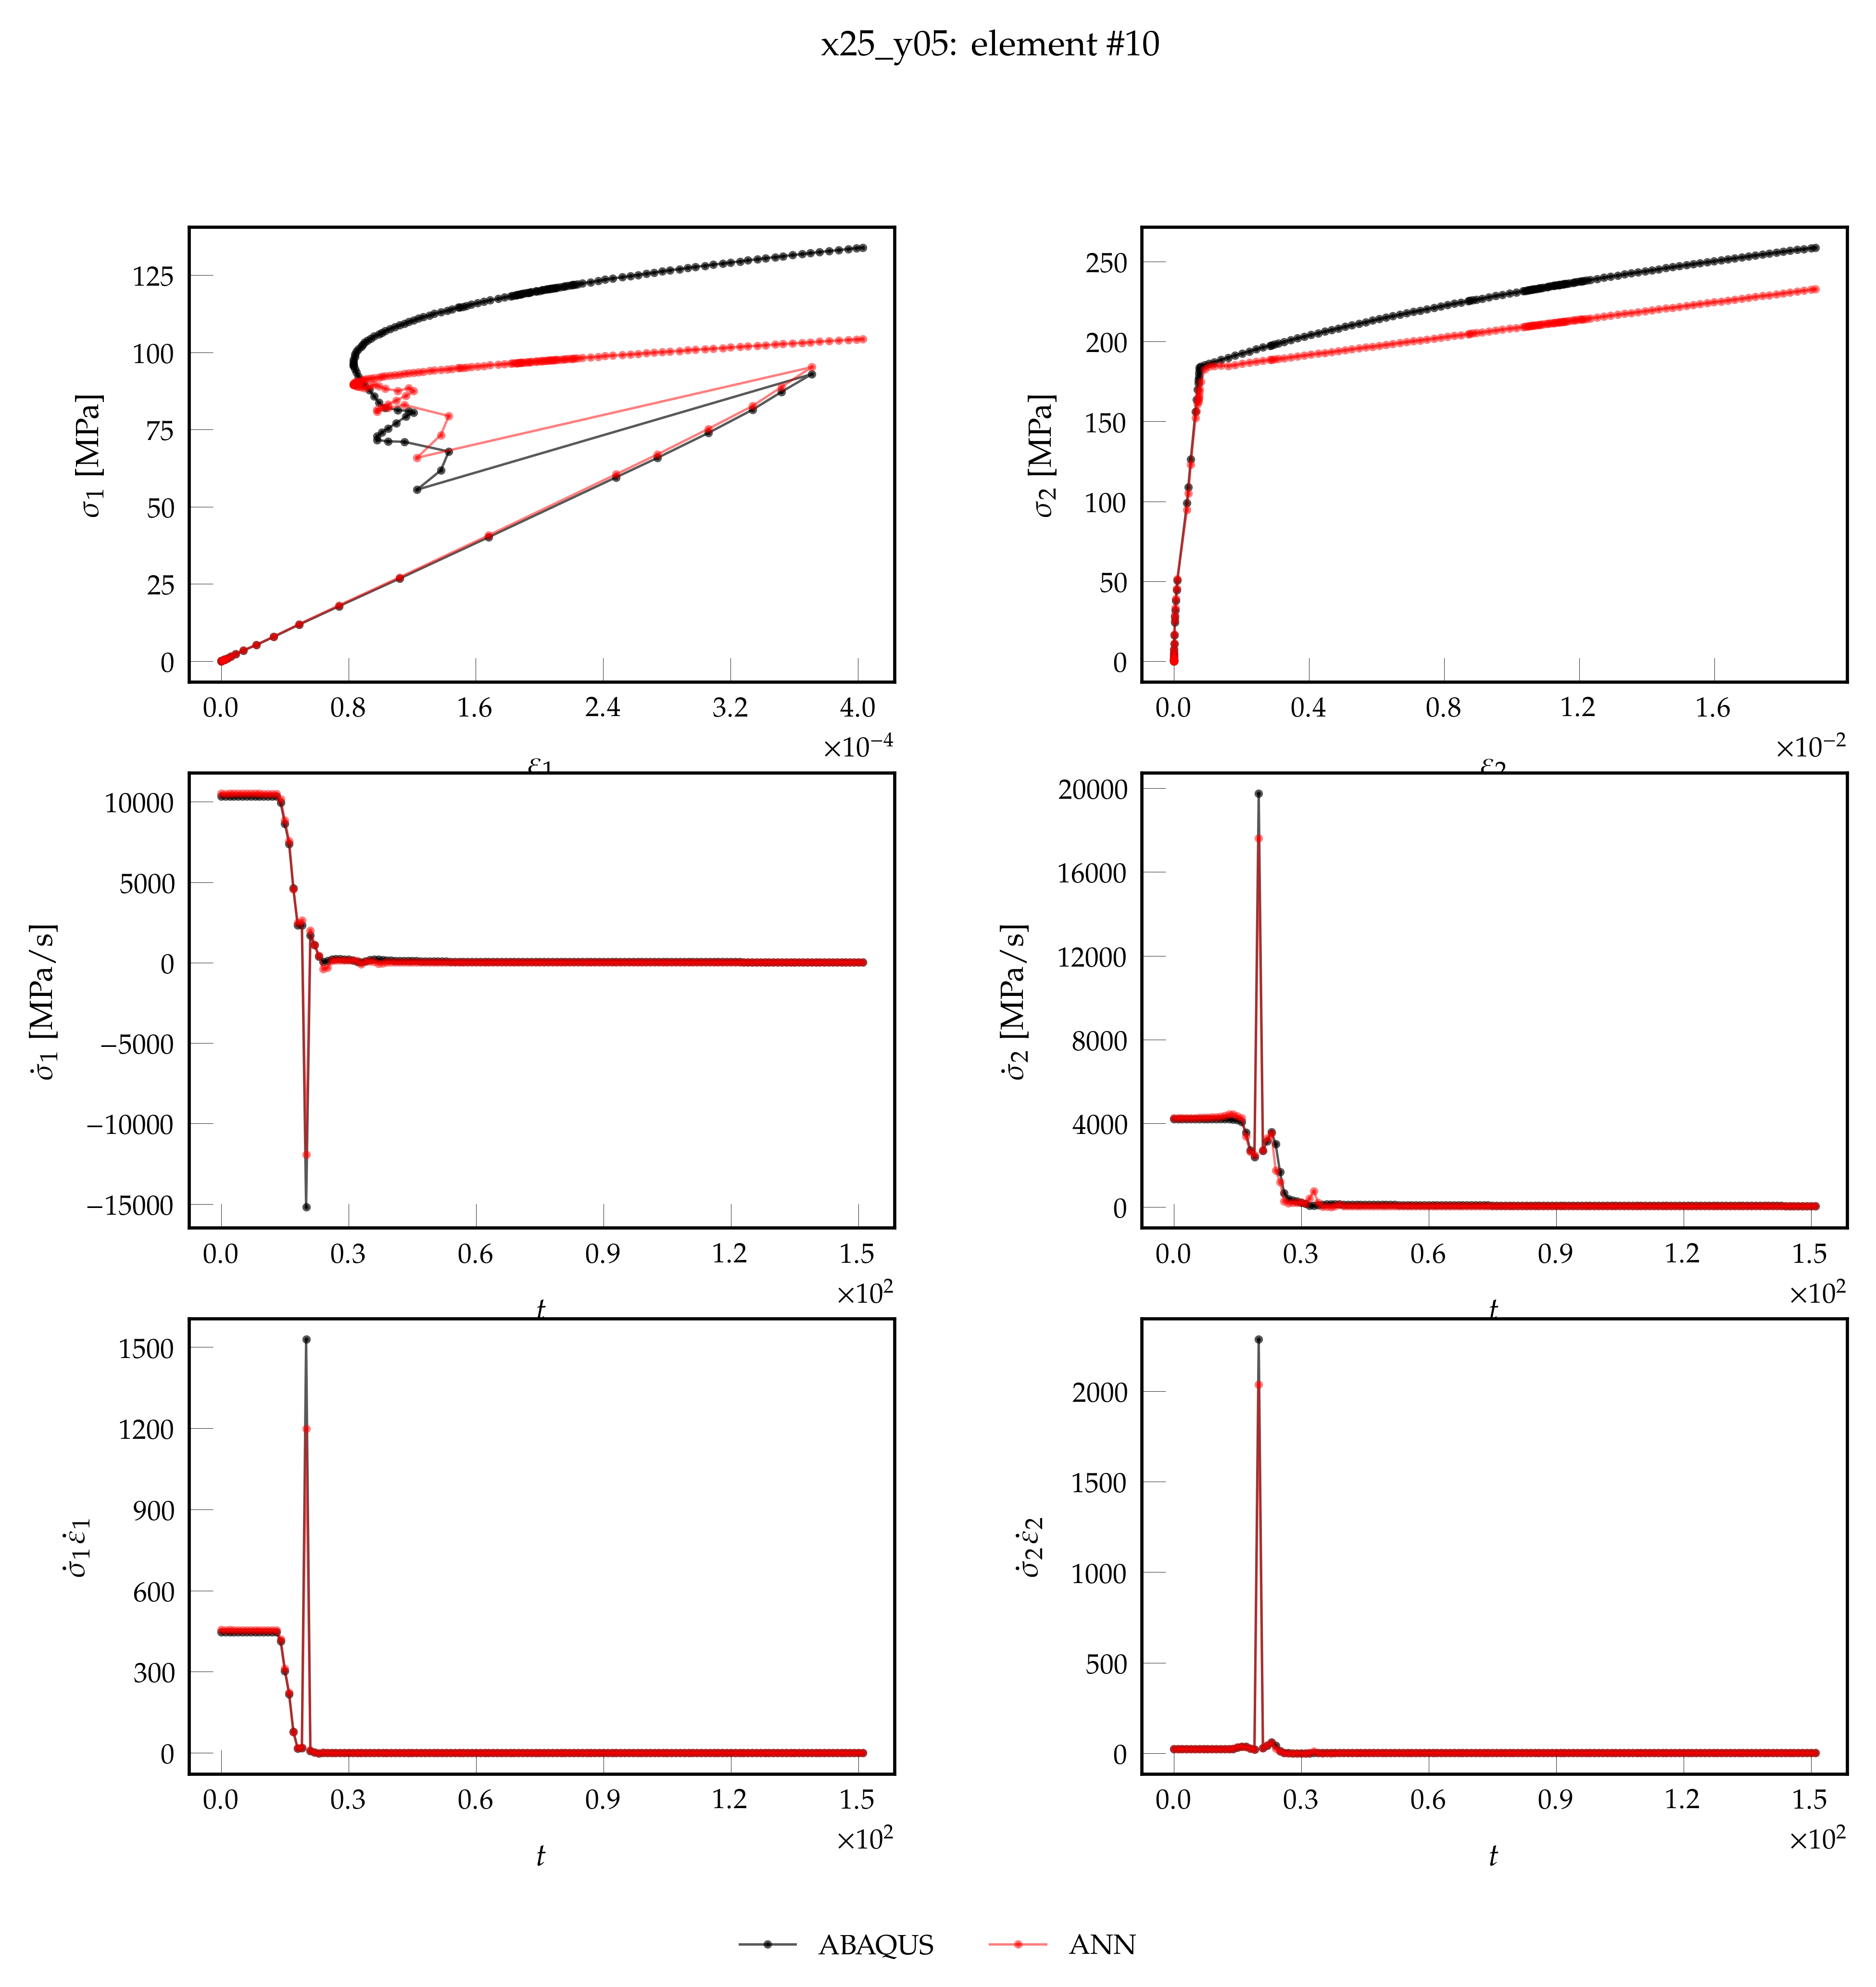 x25_y05: element #10
σ1 [MPa]
125
100
75
50
25
0
0.0 0.8 1.6 2.4 3.2 4.0
×10−4
ε1
σ2 [MPa]
250
200
150
100
50
0
0.0 0.4 0.8 1.2 1.6
×10−2
ε2
σ̇1 [MPa/s]
10000
5000
0
−5000
−10000
−15000
0.0 0.3 0.6 0.9 1.2 1.5
×10²
t
σ̇2 [MPa/s]
20000
16000
12000
8000
4000
0
0.0 0.3 0.6 0.9 1.2 1.5
×10²
t
σ̇1ε̇1
1500
1200
900
600
300
0
0.0 0.3 0.6 0.9 1.2 1.5
×10²
t
σ̇2ε̇2
2000
1500
1000
500
0
0.0 0.3 0.6 0.9 1.2 1.5
×10²
t
ABAQUS ANN